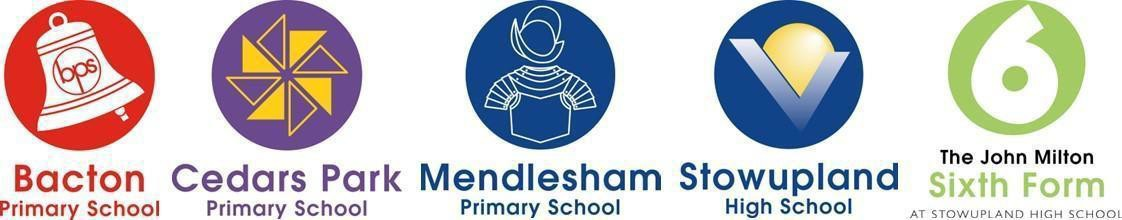 bps
Bacton
Primary School
Cedars Park
Primary School
Mendlesham
Primary School
Stowupland
High School
6
The John Milton
Sixth Form
AT STOWUPLAND HIGH SCHOOL